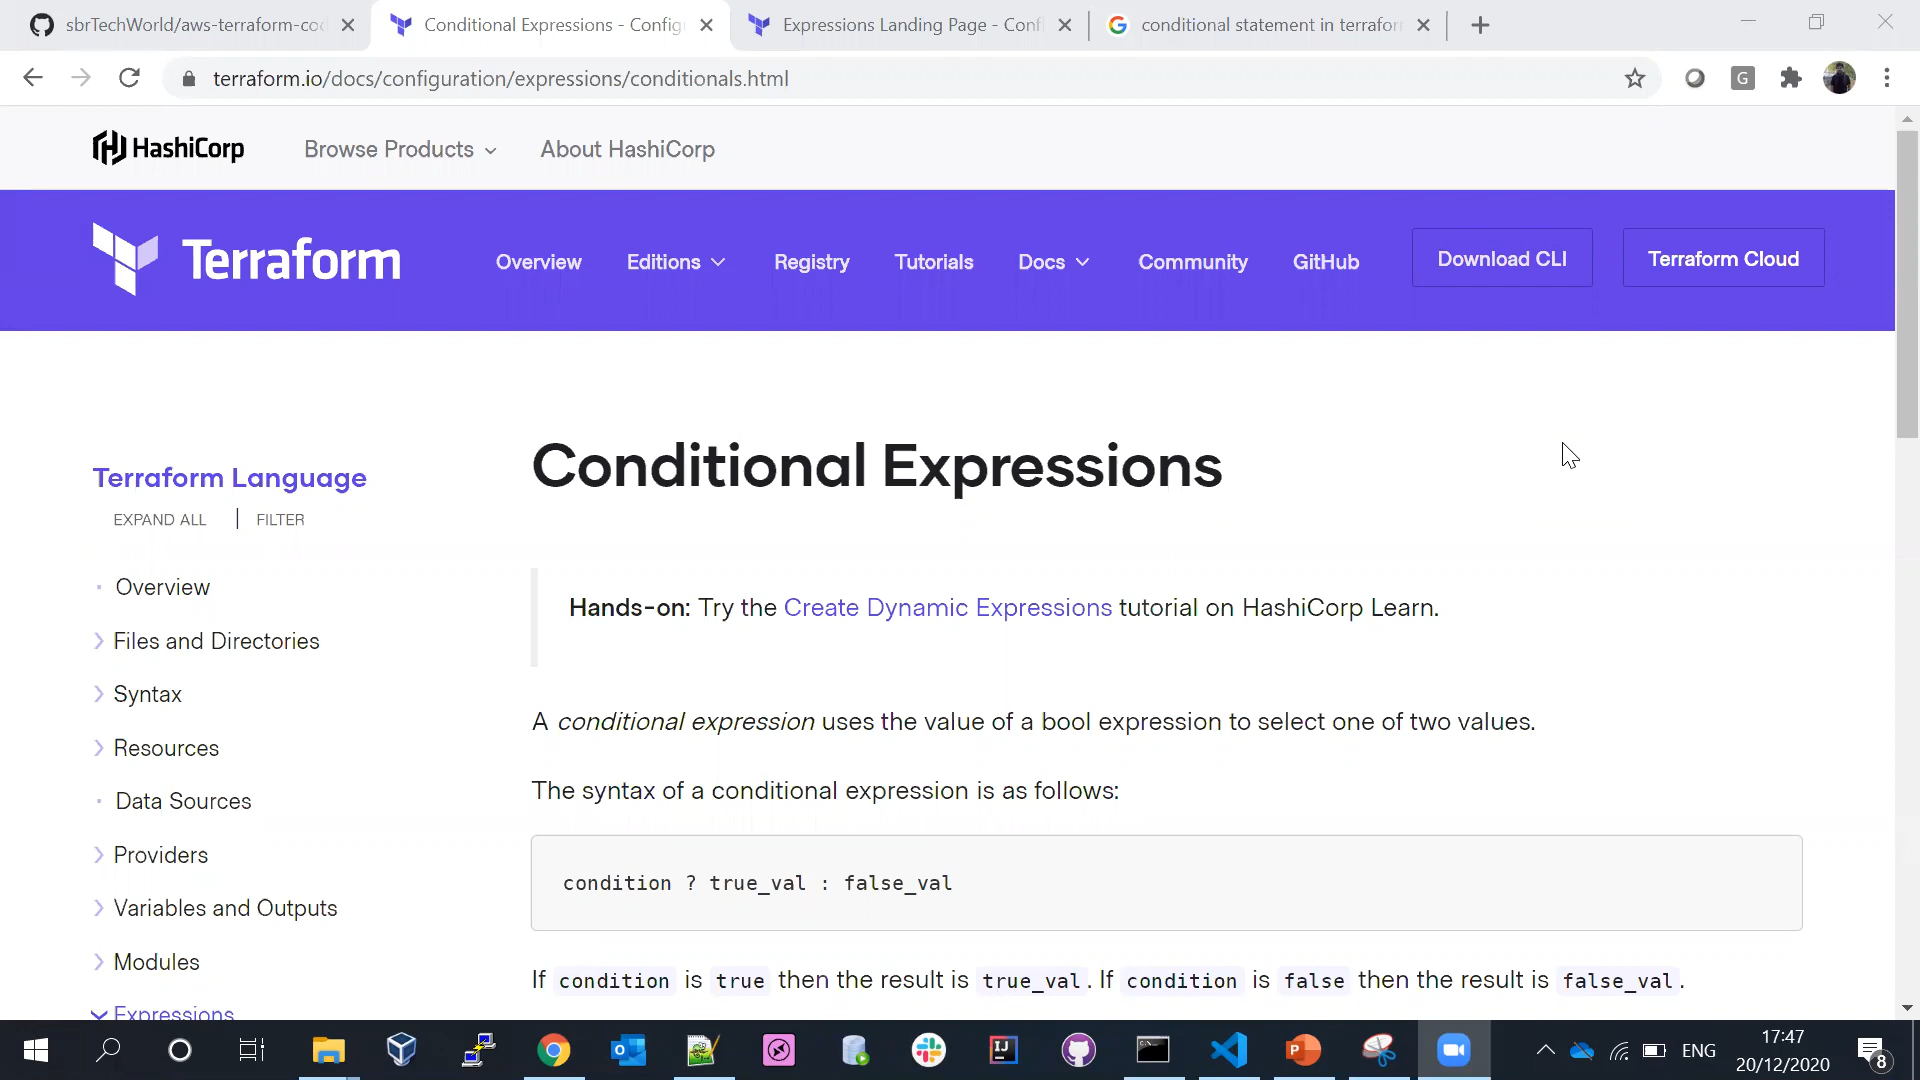 sbrTechWorld/aws-terraform-cod
Conditional Expressions - Config
Expressions Landing Page - Conf
conditional statement in terrafor
terraform.io/docs/configuration/expressions/conditionals.html
G
HashiCorp
Browse Products
About HashiCorp
Terraform
Overview
Editions
Registry
Tutorials
Docs
Community
GitHub
Download CLI
Terraform Cloud
Conditional Expressions
Terraform Language
EXPAND ALL | FILTER
Hands-on: Try the Create Dynamic Expressions tutorial on HashiCorp Learn.
Overview
Files and Directories
Syntax
Resources
Data Sources
Providers
Variables and Outputs
Modules
Expressions
A conditional expression uses the value of a bool expression to select one of two values.
The syntax of a conditional expression is as follows:
condition ? true_val : false_val
If condition is true then the result is true_val. If condition is false then the result is false_val.
ENG
17:47
20/12/2020
8